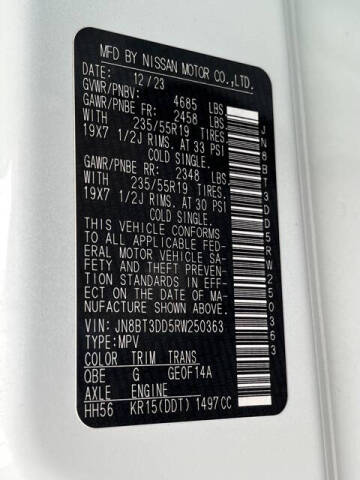 MFD BY NISSAN MOTOR CO.,LTD.
DATE: 12/23
GVWR/PNBV: 4685 LBS
GAWR/PNBE FR: 2458 LBS
WITH 235/55R19 TIRES.
19X7 1/2J RIMS. AT 33 PSI
COLD SINGLE.
GAWR/PNBE RR: 2348 LBS.
WITH 235/55R19 TIRES.
19X7 1/2J RIMS. AT 30 PSI
COLD SINGLE.
THIS VEHICLE CONFORMS
TO ALL APPLICABLE FED-
ERAL MOTOR VEHICLE SA-
FETY AND THEFT PREVEN-
TION STANDARDS IN EFF-
ECT ON THE DATE OF MA-
NUFACTURE SHOWN ABOVE.
VIN: JN8BT3DD5RW250363
TYPE: MPV
COLOR TRIM TRANS
QBE G GE0F14A
AXLE ENGINE
HH56 KR15(DDT) 1497CC
JN8BT3DD5RW250363